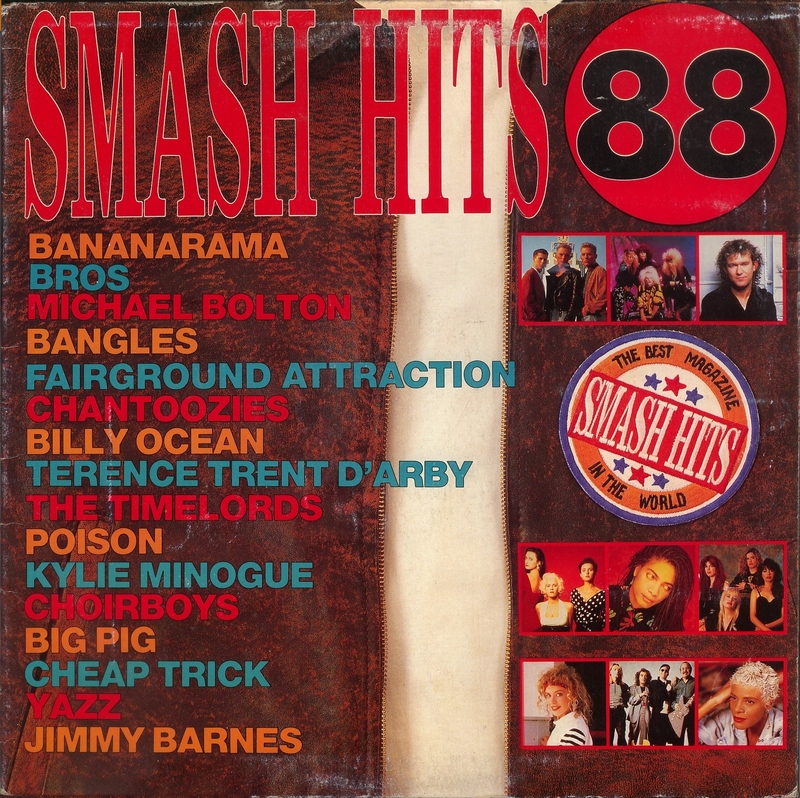 SMASH HITS 88
BANANARAMA
BROS
MICHAEL BOLTON
BANGLES
FAIRGROUND ATTRACTION
CHANTOOZIES
BILLY OCEAN
TERENCE TRENT D'ARBY
THE TIMELORDS
POISON
KYLIE MINOGUE
CHOIRBOYS
BIG PIG
CHEAP TRICK
YAZZ
JIMMY BARNES
THE BEST MAGAZINE
SMASH HITS
IN THE WORLD